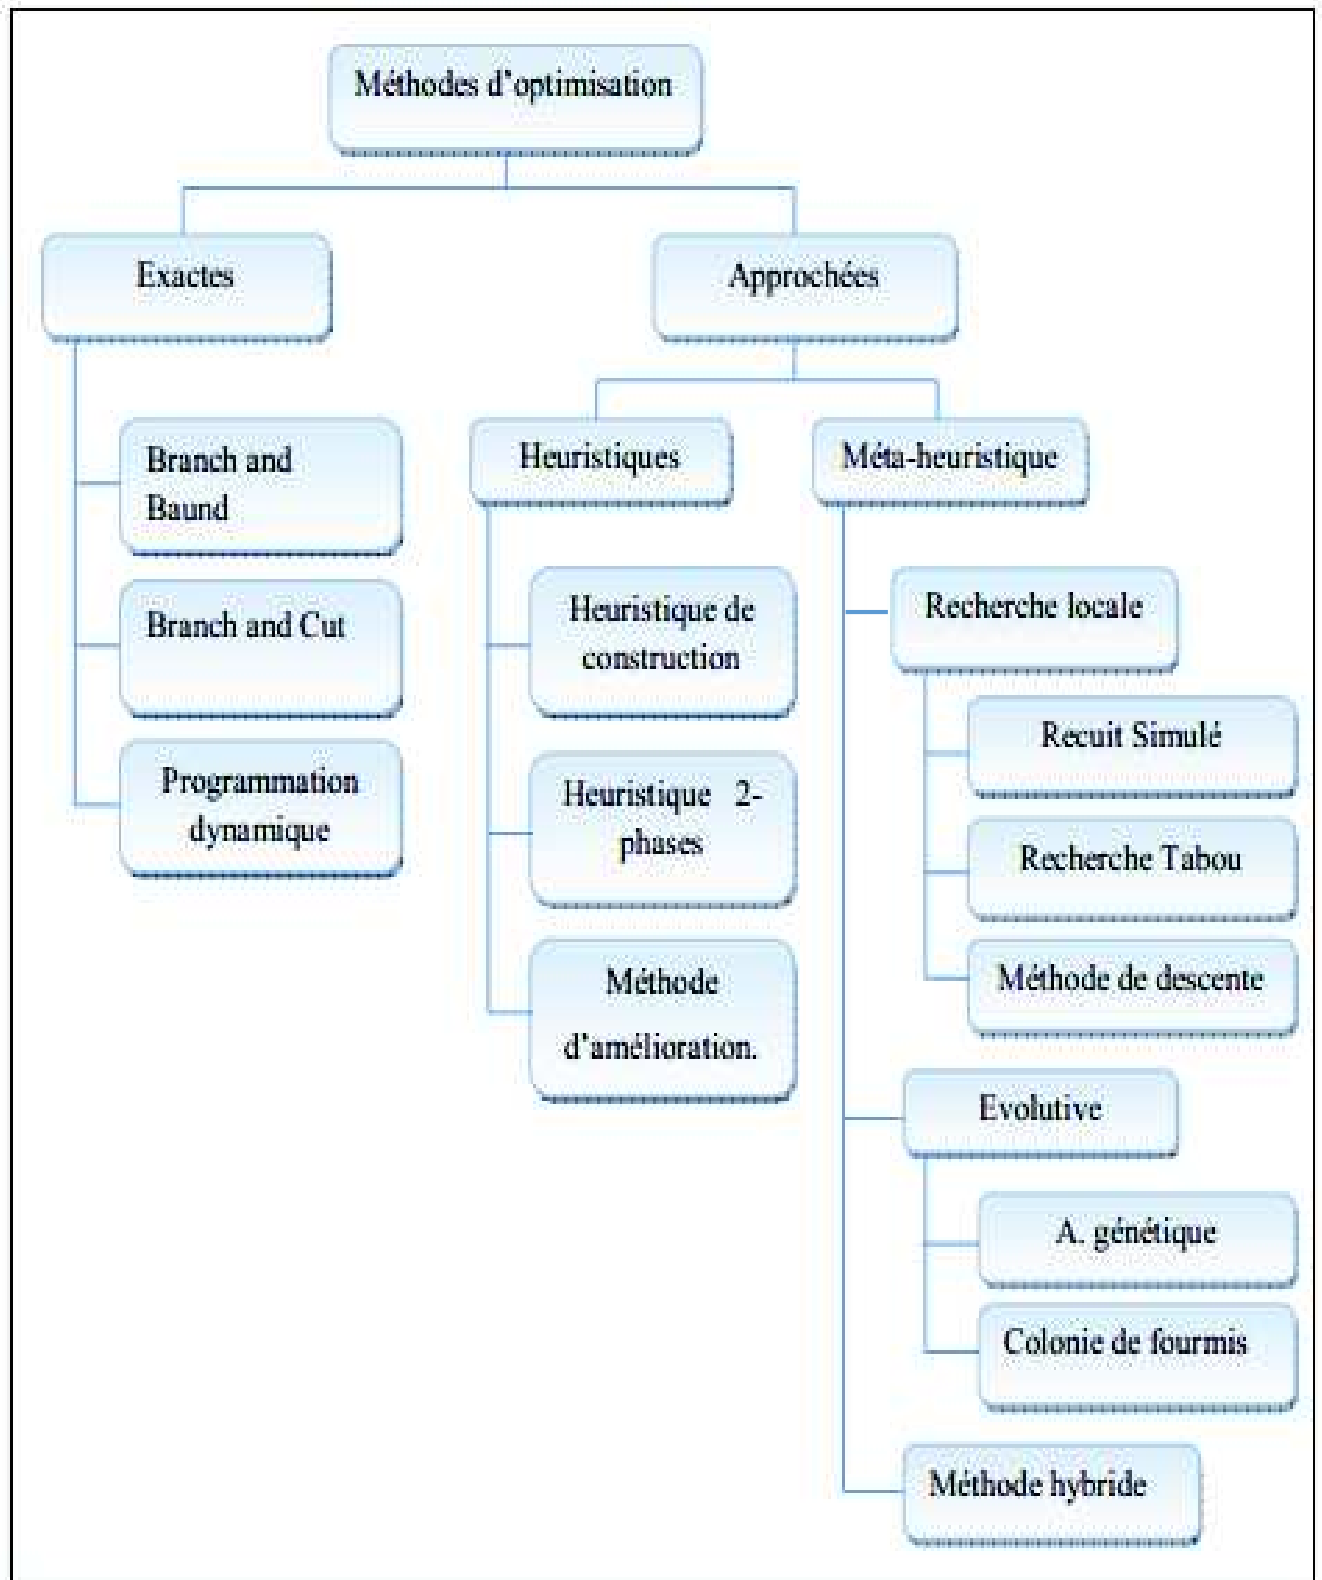 Méthodes d'optimisation
Exactes
Approchées
Branch and
Baund
Branch and Cut
Programmation
dynamique
Heuristiques
Méta-heuristique
Heuristique de
construction
Heuristique 2-
phases
Méthode
d'amélioration.
Recherche locale
Recuit Simulé
Recherche Tabou
Méthode de descente
Evolutive
A. génétique
Colonie de fourmis
Méthode hybride